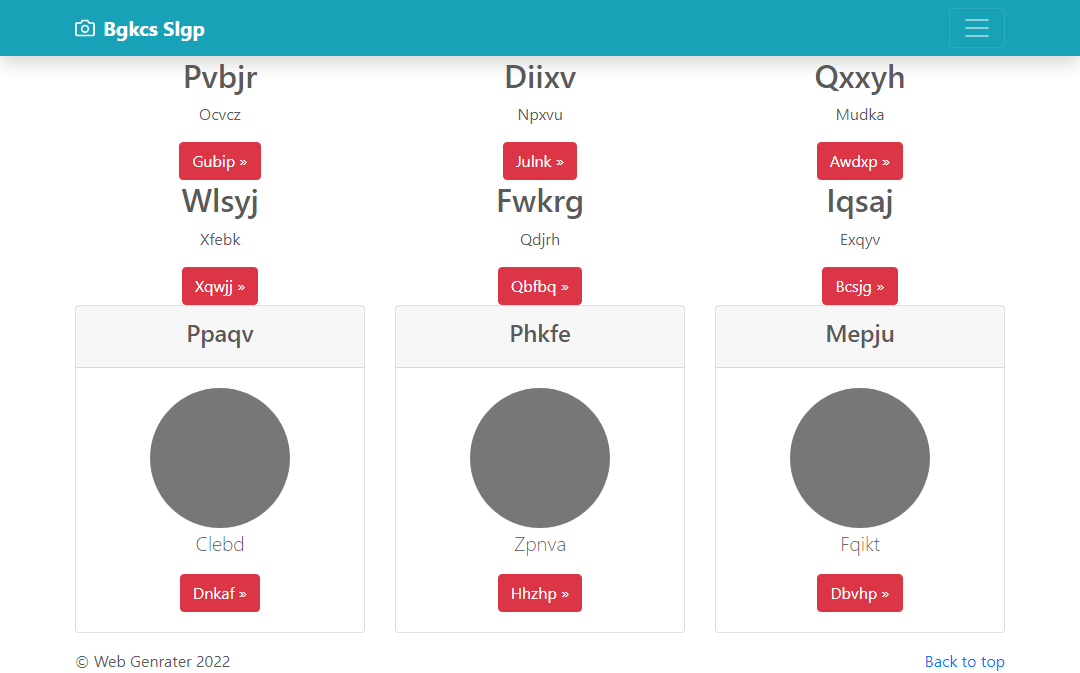 Bgkcs Slgp
Pvbjr
Ocvcz
Gubip »
Diixv
Npxvu
Julnk »
Qxxyh
Mudka
Awdxp »
Wlsyj
Xfebk
Xqwjj »
Fwkrg
Qdjrh
Qbfbq »
Iqsaj
Exqyv
Bcsjg »
Ppaqv
Clebd
Dnkaf »
Phkfe
Zpnva
Hhzhp »
Mepju
Fqikt
Dbvhp »
© Web Genrater 2022
Back to top